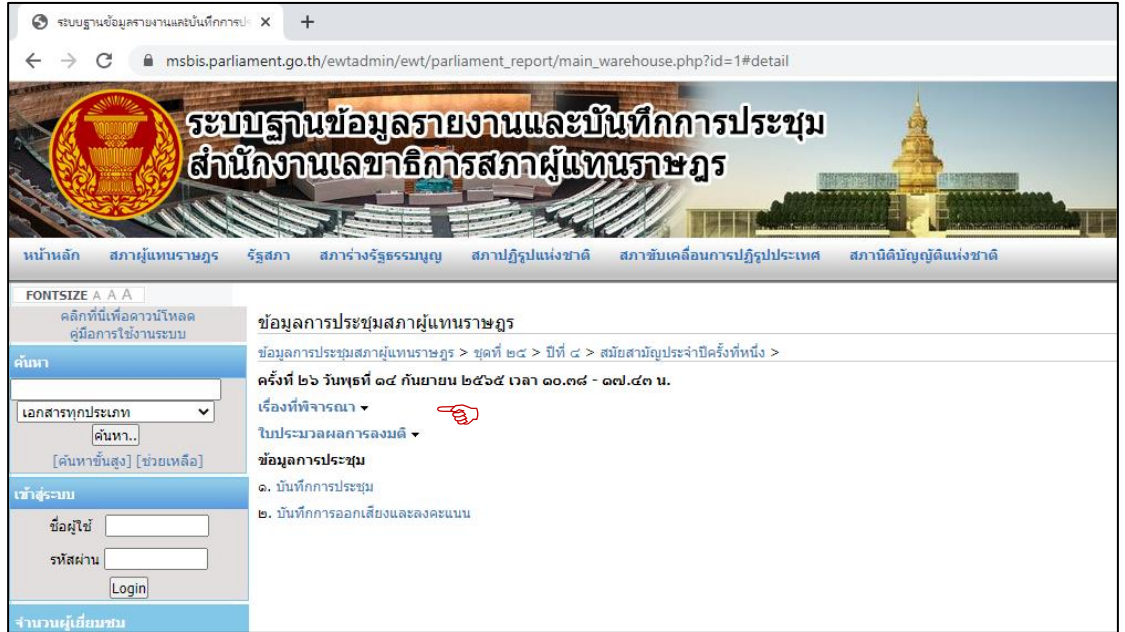 ระบบฐานข้อมูลรายงานและบันทึกการปร
msbis.parliament.go.th/ewtadmin/ewt/parliament_report/main_warehouse.php?id=1#detail
ระบบฐานข้อมูลรายงานและบันทึกการประชุม
สำนักงานเลขาธิการสภาผู้แทนราษฎร
หน้าหลัก สภาผู้แทนราษฎร รัฐสภา สภาร่างรัฐธรรมนูญ สภาปฏิรูปแห่งชาติ สภาขับเคลื่อนการปฏิรูปประเทศ สภานิติบัญญัติแห่งชาติ
FONTSIZE A A A
คลิกที่นี่เพื่อดาวน์โหลด
คู่มือการใช้งานระบบ
ค้นหา
เอกสารทุกประเภท
ค้นหา..
[ค้นหาขั้นสูง] [ช่วยเหลือ]
เข้าสู่ระบบ
ชื่อผู้ใช้
รหัสผ่าน
Login
จำนวนผู้เยี่ยมชม
ข้อมูลการประชุมสภาผู้แทนราษฎร
ข้อมูลการประชุมสภาผู้แทนราษฎร > ชุดที่ ๒๕ > ปีที่ ๔ > สมัยสามัญประจำปีครั้งที่หนึ่ง >
ครั้งที่ ๒๖ วันพุธที่ ๑๔ กันยายน ๒๕๖๕ เวลา ๑๐.๓๘ - ๑๗.๔๓ น.
เรื่องที่พิจารณา
ใบประมวลผลการลงมติ
ข้อมูลการประชุม
๑. บันทึกการประชุม
๒. บันทึกการออกเสียงและลงคะแนน